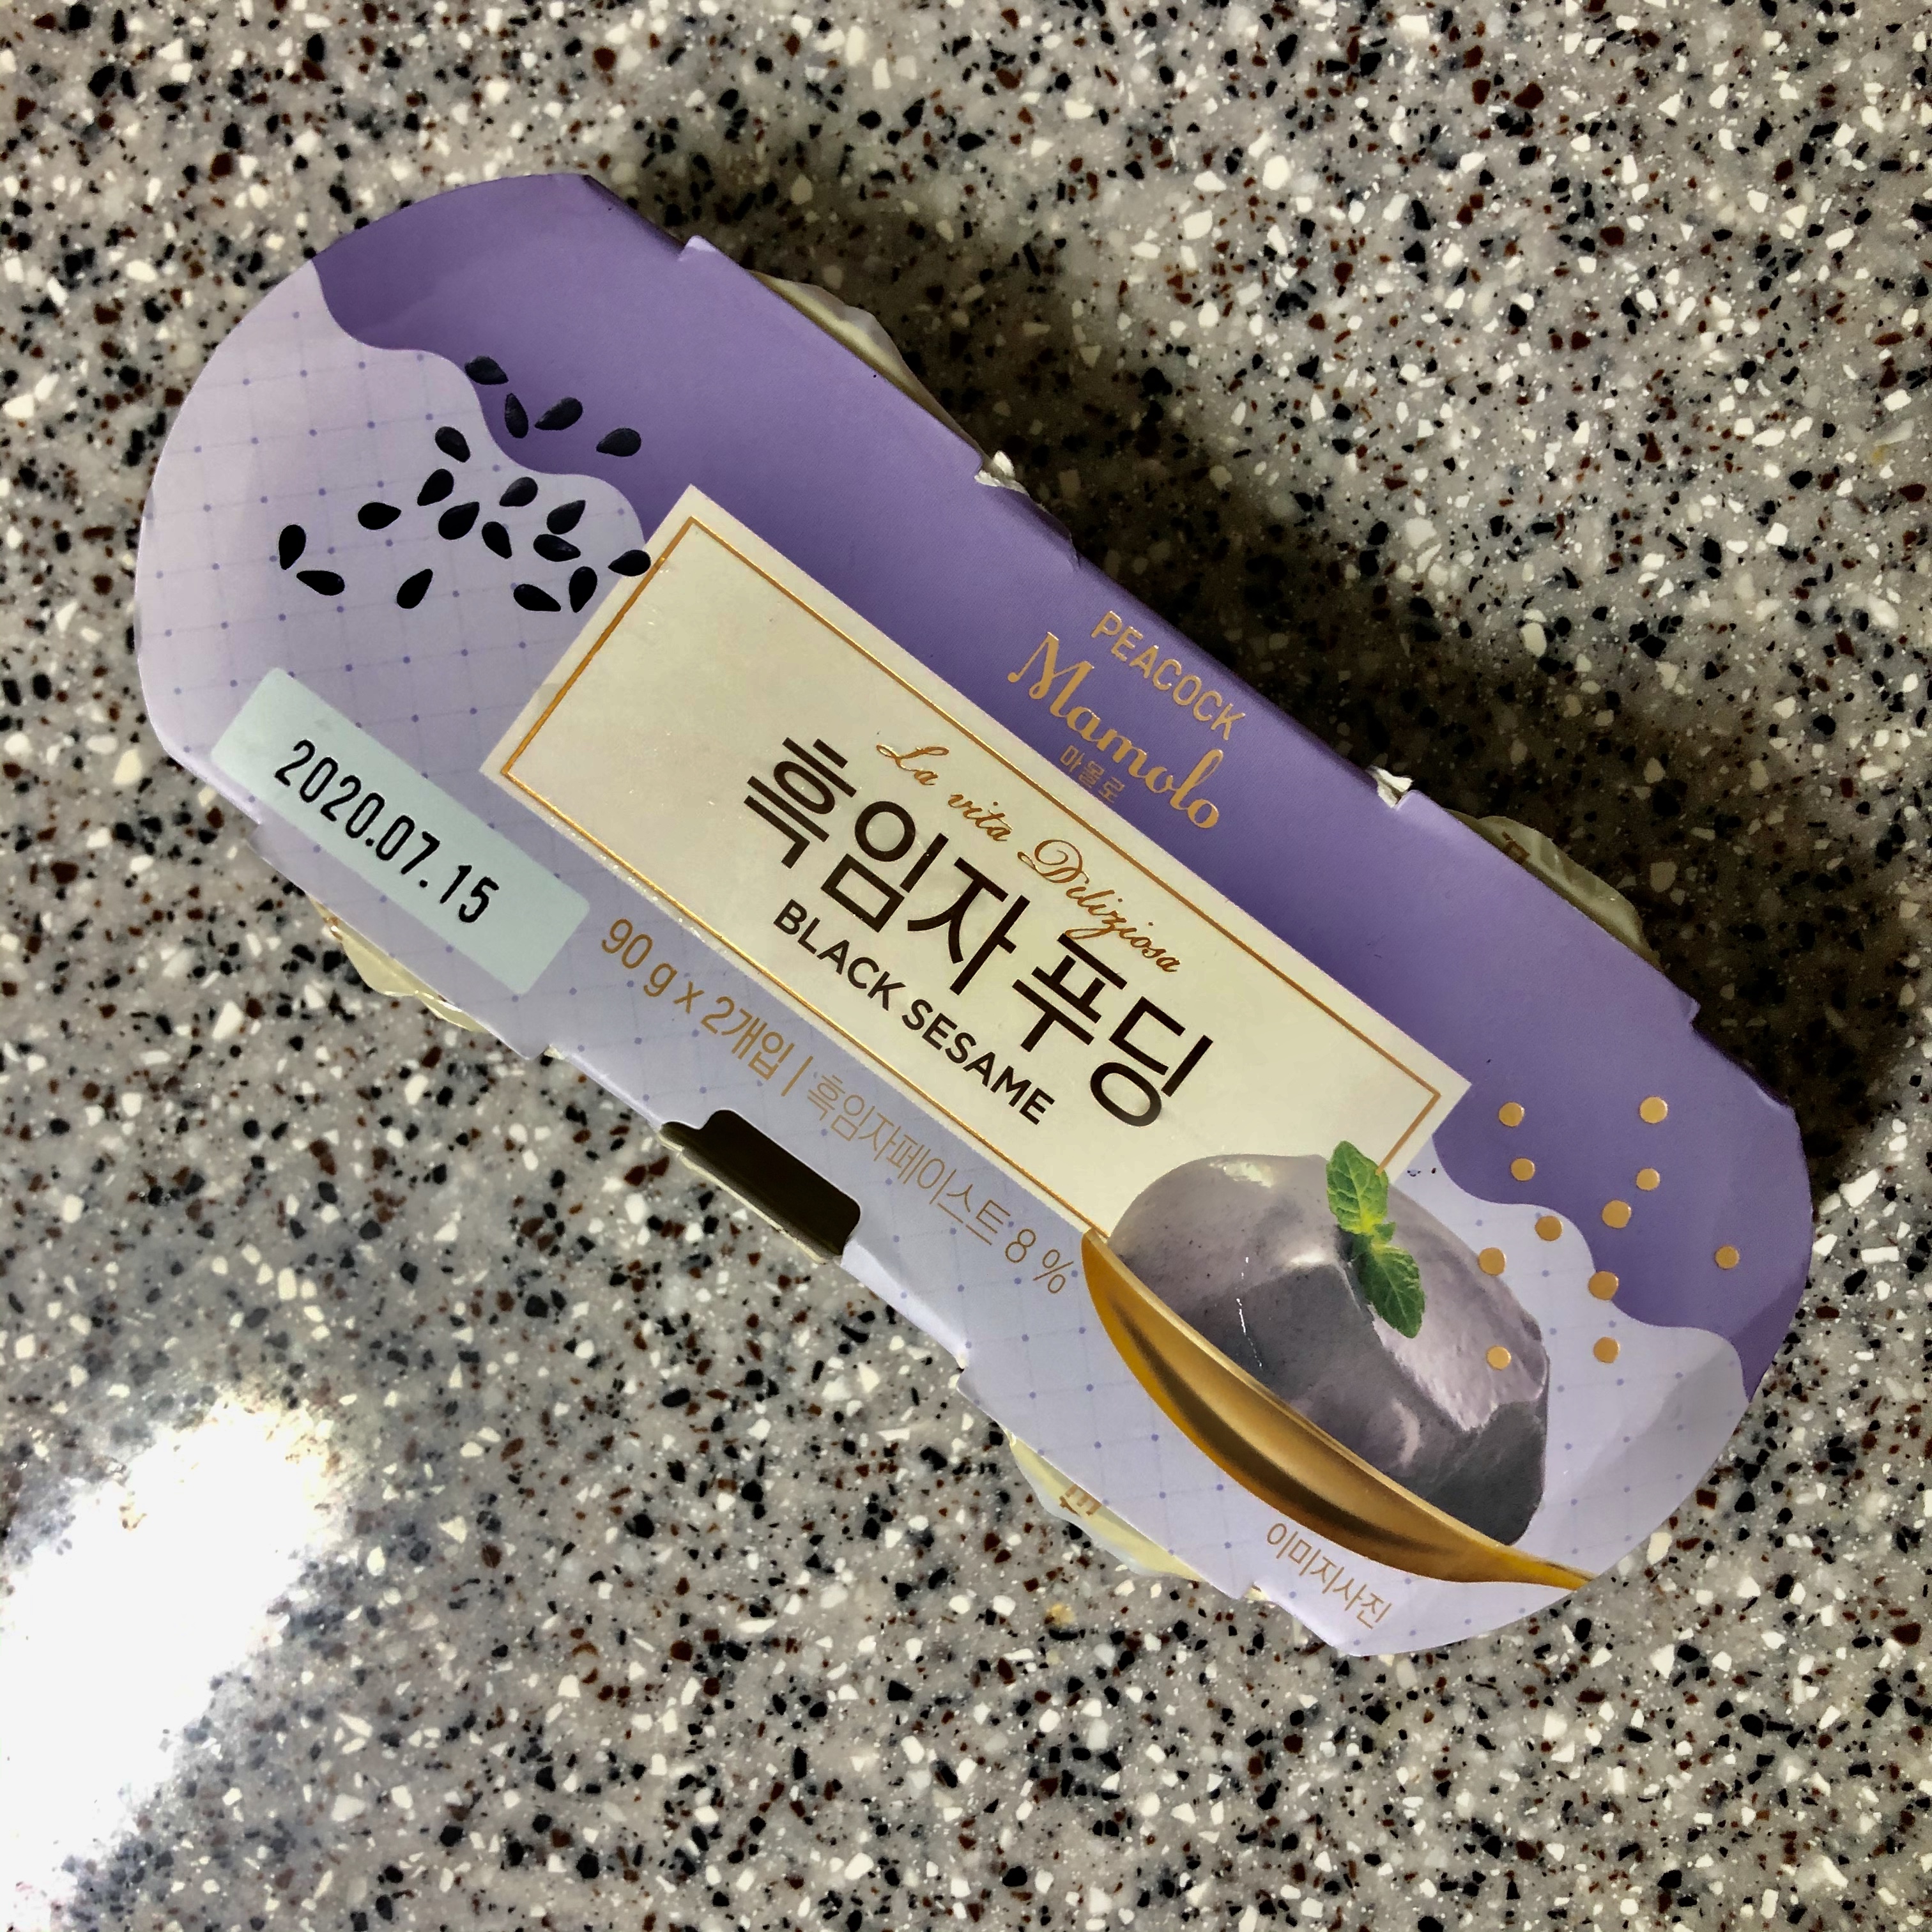 PEACOCK
Mamolo
마몰로
La vita Deliziosa
흑임자 푸딩
BLACK SESAME
90 g x 2개입 | 흑임자페이스트 8 %
2020.07.15
이미지사진